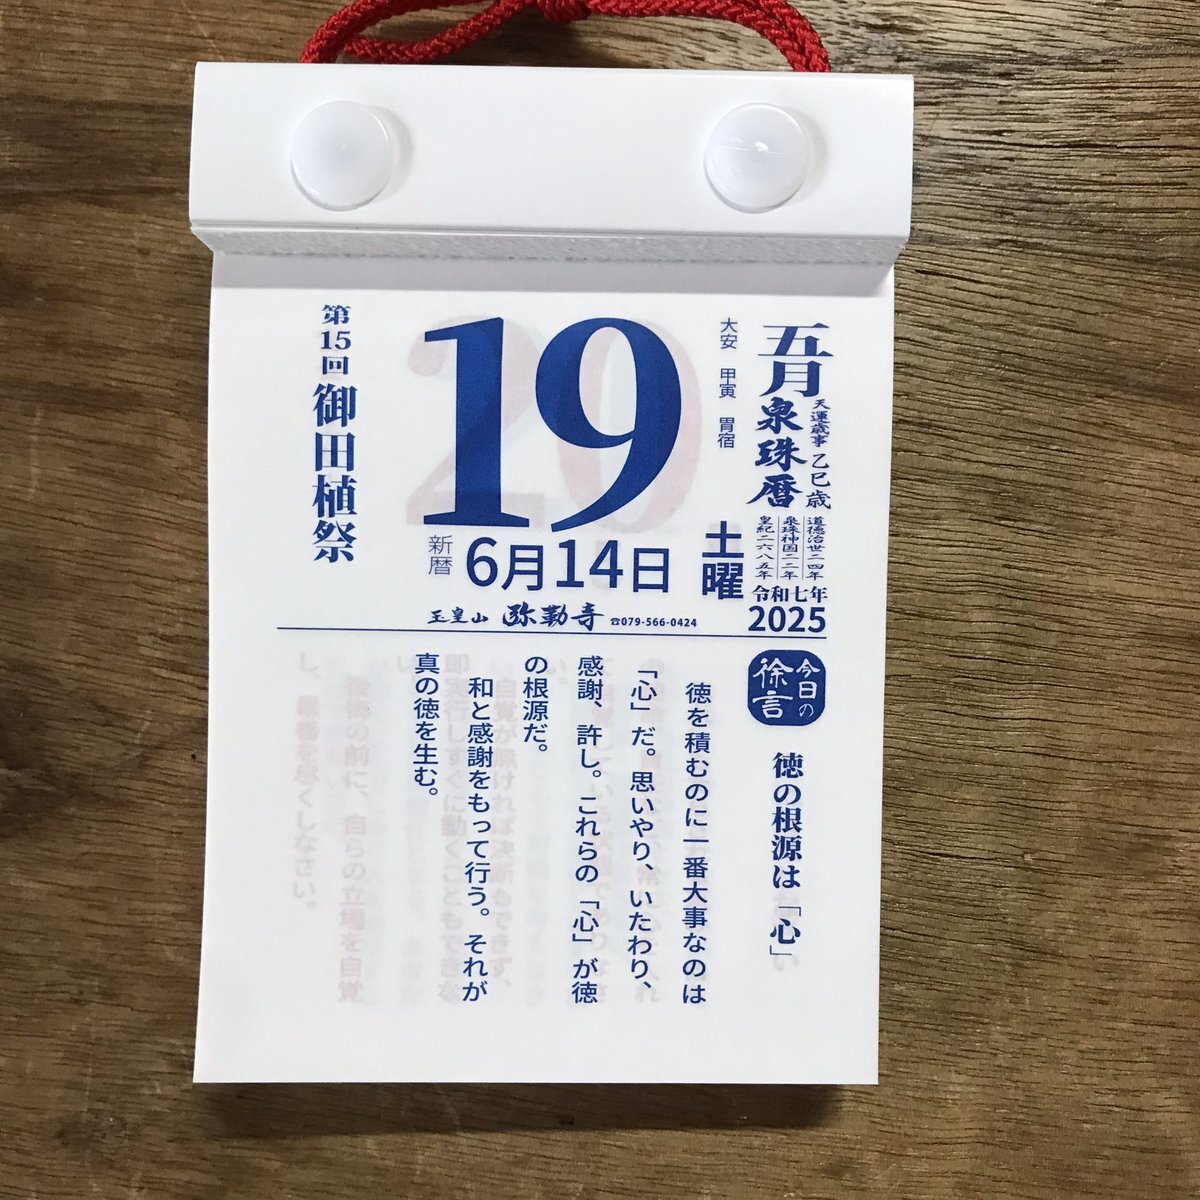 五月
天運歳事 乙巳歳
泉珠暦
道徳治世二四年
泉珠神国二二年
皇紀二六八五年
令和七年
2025
大安 甲寅 胃宿
土曜
19
新暦
6月14日
第15回 御田植祭
玉皇山 弥勒寺 ☎079-566-0424
今日の
徐言
徳の根源は「心」
徳を積むのに一番大事なのは
「心」だ。思いやり、いたわり、
感謝、許し。これらの「心」が徳
の根源だ。
和と感謝をもって行う。それが
真の徳を生む。